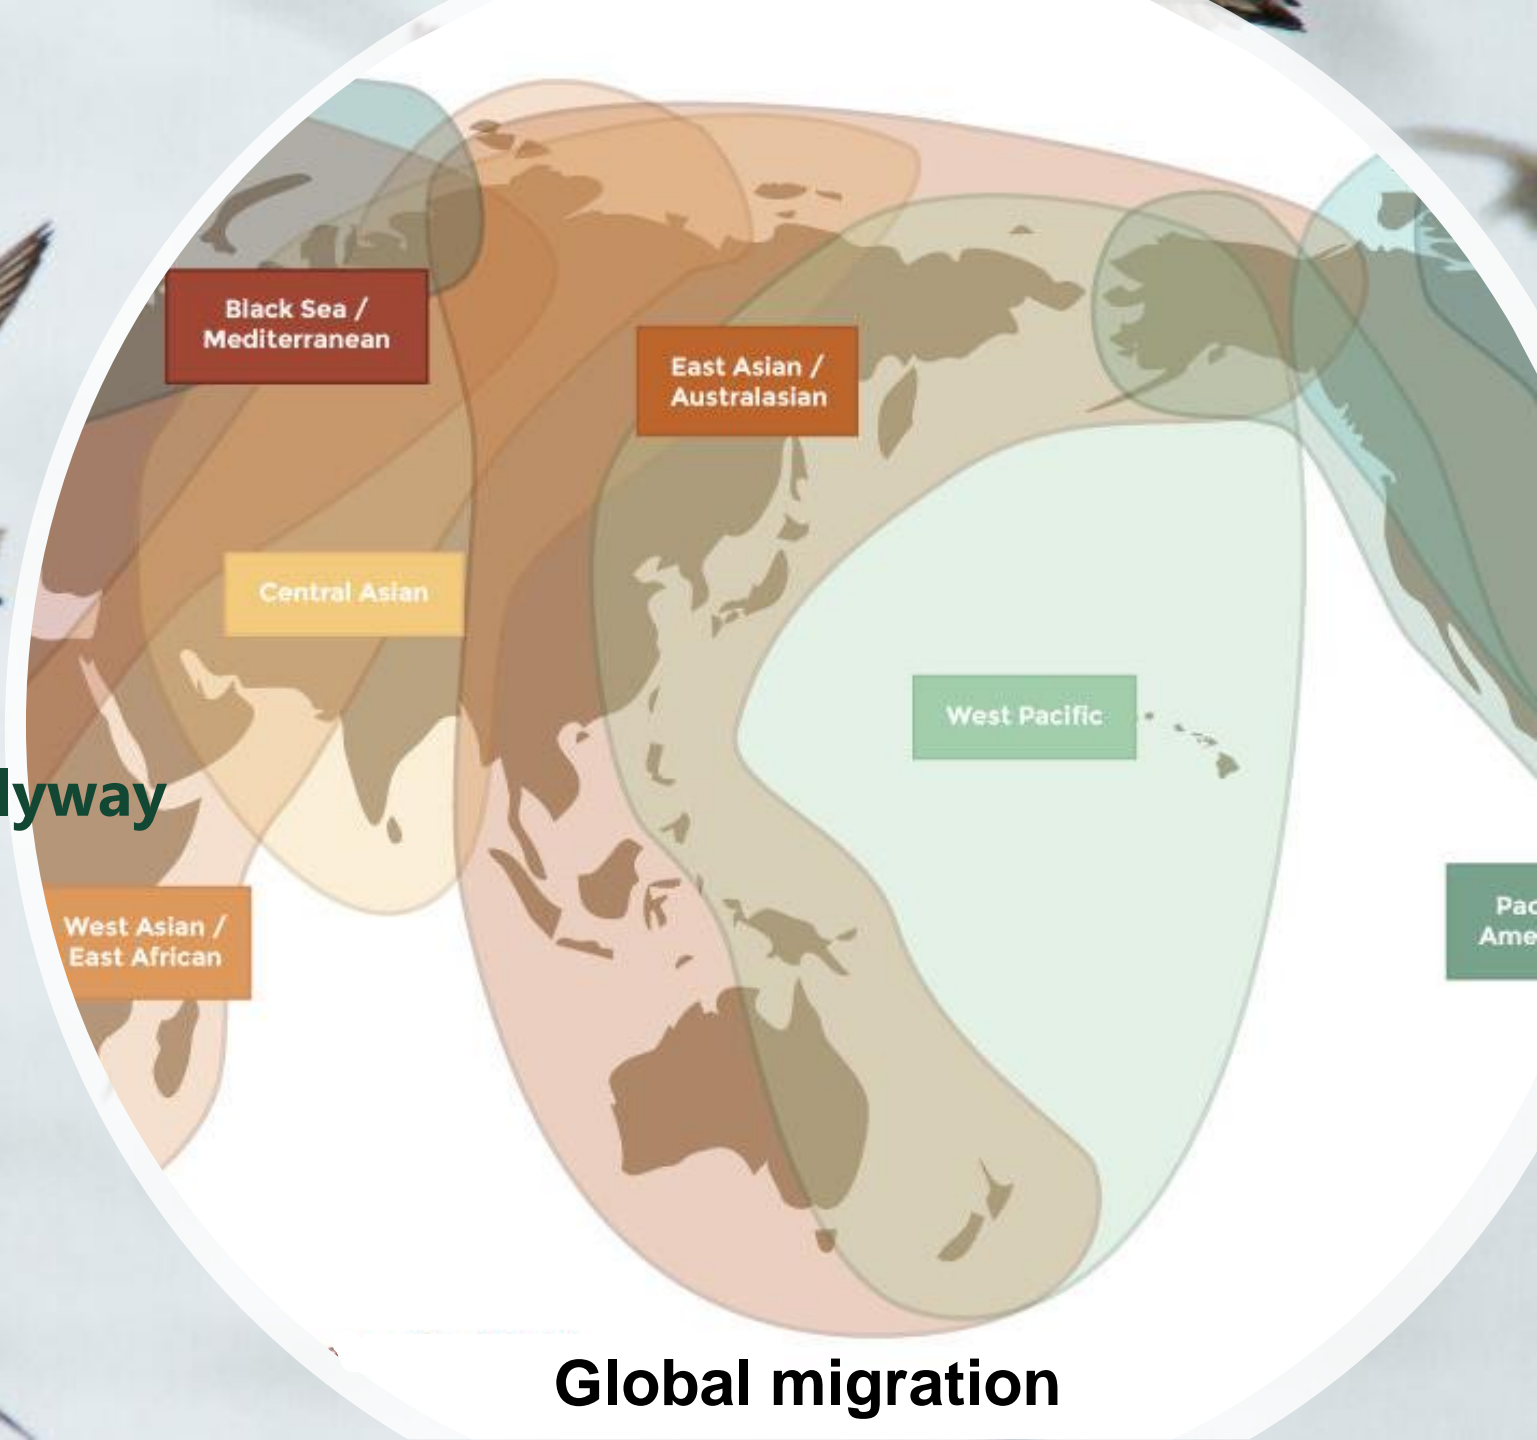 Black Sea /
Mediterranean
East Asian /
Australasian
Central Asian
West Pacific
lyway
West Asian /
East African
Pac
Ame
Global migration